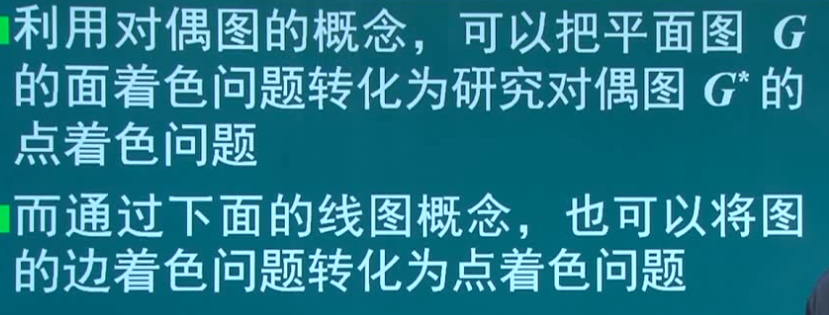 利用对偶图的概念，可以把平面图 G
的面着色问题转化为研究对偶图 G* 的
点着色问题
而通过下面的线图概念，也可以将图
的边着色问题转化为点着色问题